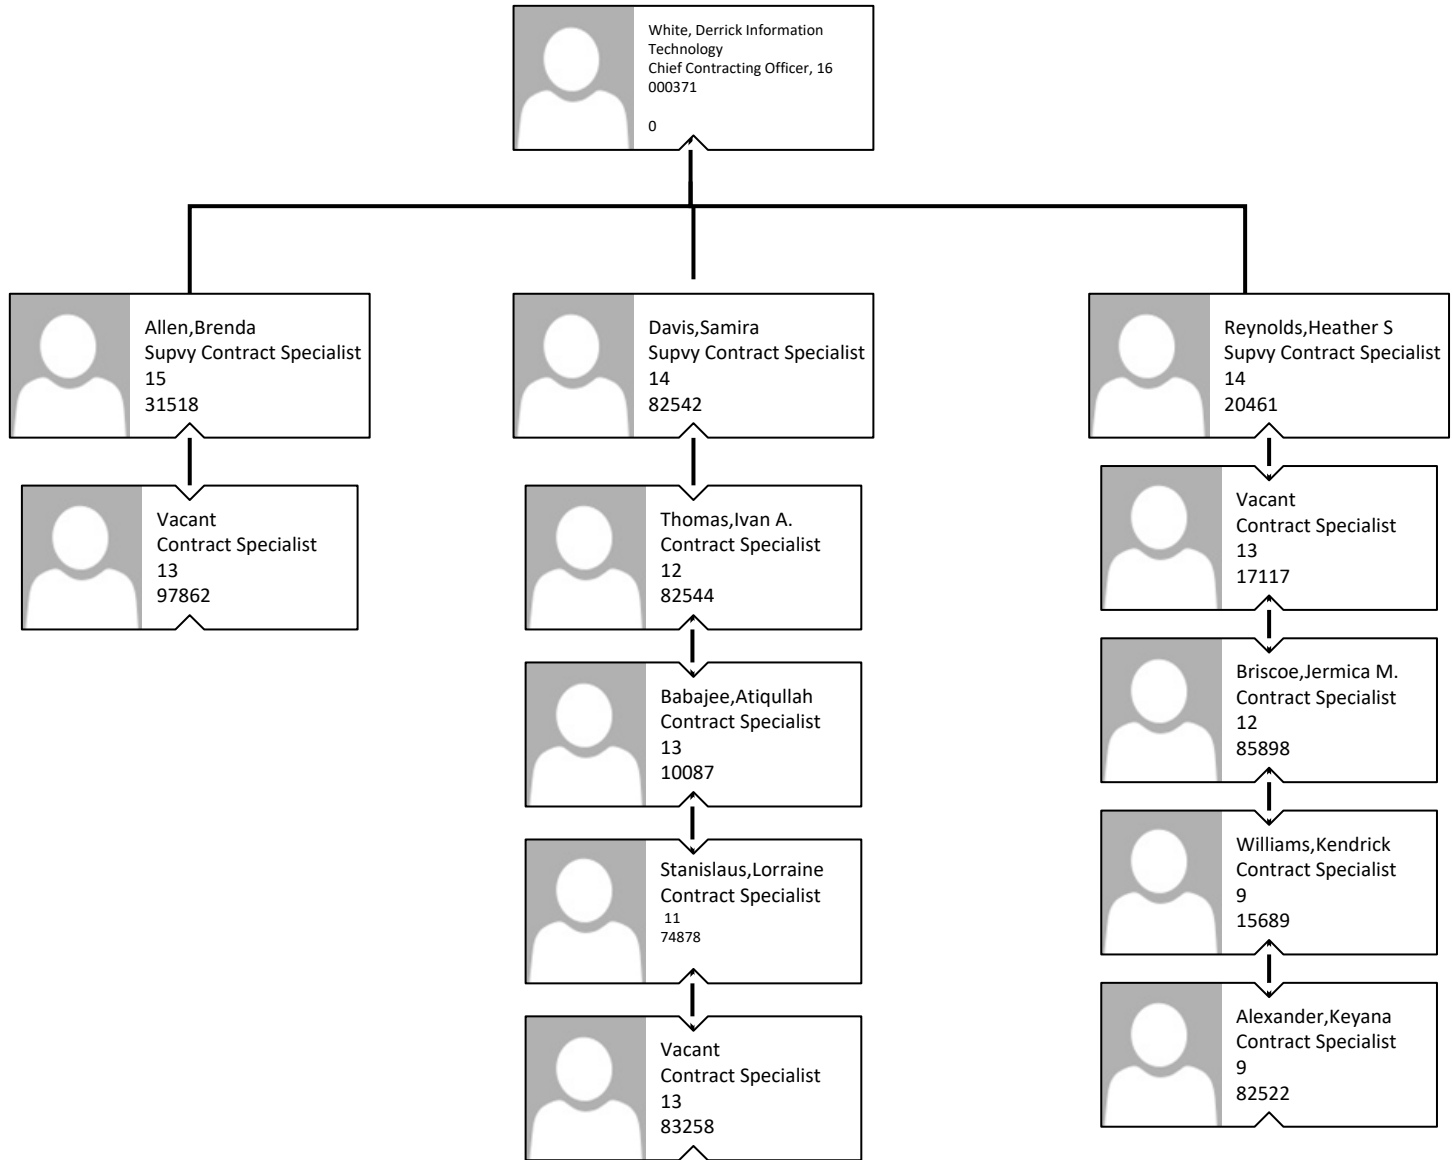 White, Derrick Information
Technology
Chief Contracting Officer, 16
000371
0
Allen,Brenda
Supvy Contract Specialist
15
31518
Davis,Samira
Supvy Contract Specialist
14
82542
Reynolds,Heather S
Supvy Contract Specialist
14
20461
Vacant
Contract Specialist
13
97862
Thomas,Ivan A.
Contract Specialist
12
82544
Babajee,Atiqullah
Contract Specialist
13
10087
Stanislaus,Lorraine
Contract Specialist
11
74878
Vacant
Contract Specialist
13
83258
Vacant
Contract Specialist
13
17117
Briscoe,Jermica M.
Contract Specialist
12
85898
Williams,Kendrick
Contract Specialist
9
15689
Alexander,Keyana
Contract Specialist
9
82522